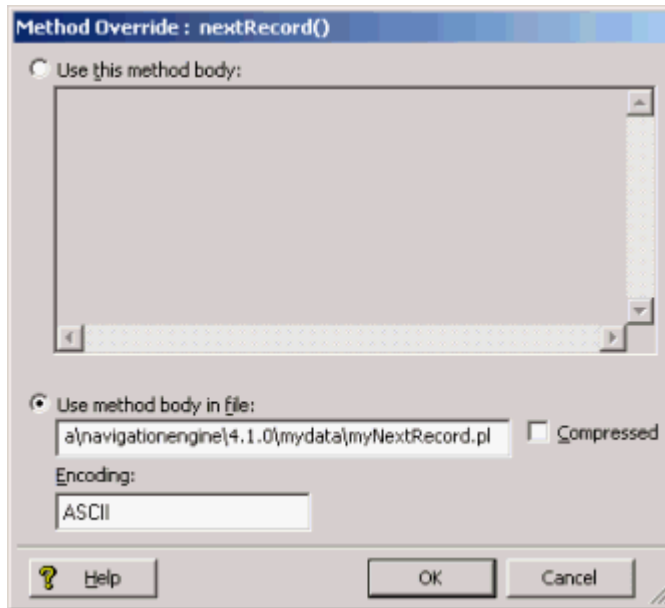 Method Override : nextRecord()
Use this method body:
Use method body in file:
a\navigationengine\4.1.0\mydata\myNextRecord.pl
Compressed
Encoding:
ASCII
? Help
OK
Cancel